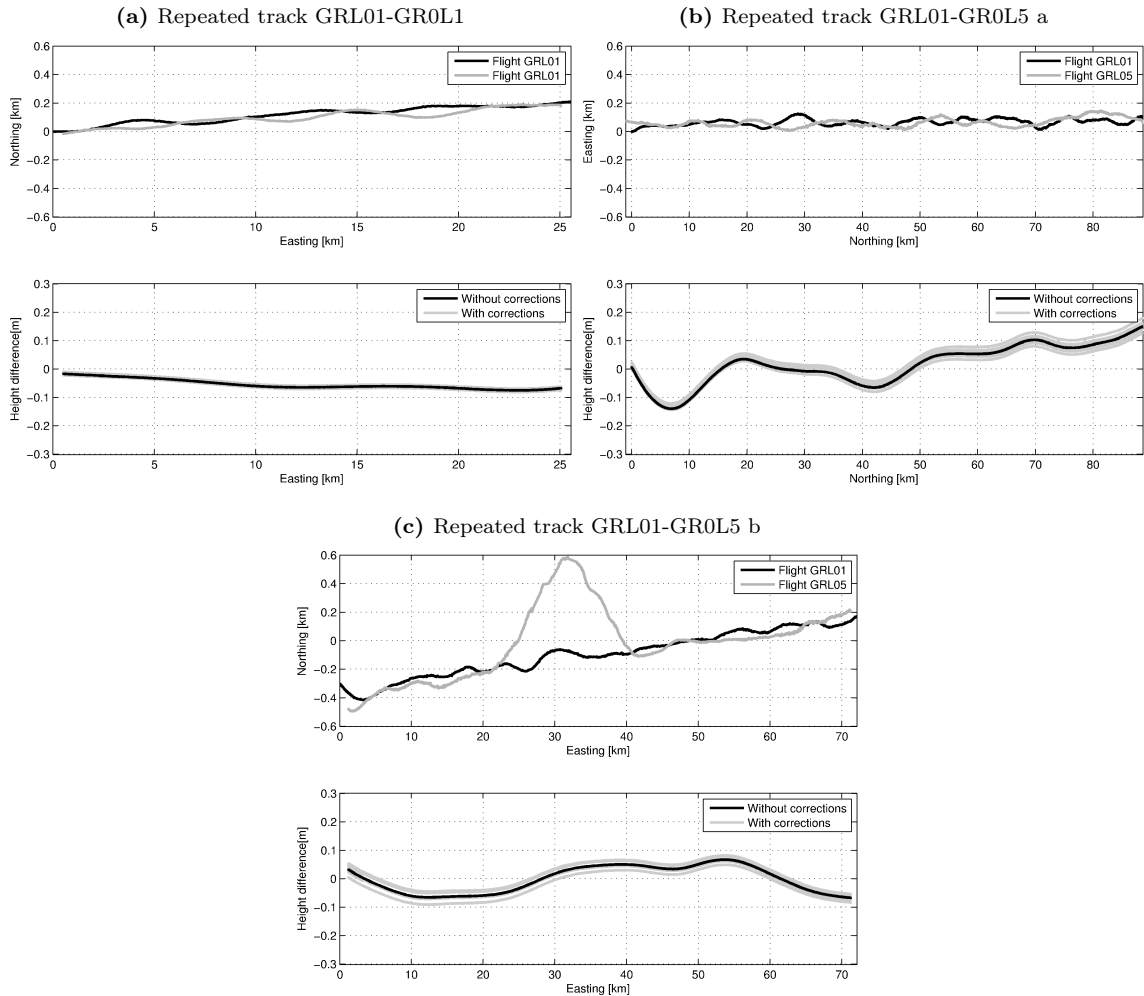 (a) Repeated track GRL01-GR0L1
0.6
0.4
0.2
0
−0.2
−0.4
−0.6
Northing [km]
0 5 10 15 20 25
Easting [km]
Flight GRL01
Flight GRL01
0.3
0.2
0.1
0
−0.1
−0.2
−0.3
Height difference[m]
0 5 10 15 20 25
Easting [km]
Without corrections
With corrections
(b) Repeated track GRL01-GR0L5 a
0.6
0.4
0.2
0
−0.2
−0.4
−0.6
Easting [km]
0 10 20 30 40 50 60 70 80
Northing [km]
Flight GRL01
Flight GRL05
0.3
0.2
0.1
0
−0.1
−0.2
−0.3
Height difference[m]
0 10 20 30 40 50 60 70 80
Northing [km]
Without corrections
With corrections
(c) Repeated track GRL01-GR0L5 b
0.6
0.4
0.2
0
−0.2
−0.4
−0.6
Northing [km]
0 10 20 30 40 50 60 70
Easting [km]
Flight GRL01
Flight GRL05
0.3
0.2
0.1
0
−0.1
−0.2
−0.3
Height difference[m]
0 10 20 30 40 50 60 70
Easting [km]
Without corrections
With corrections